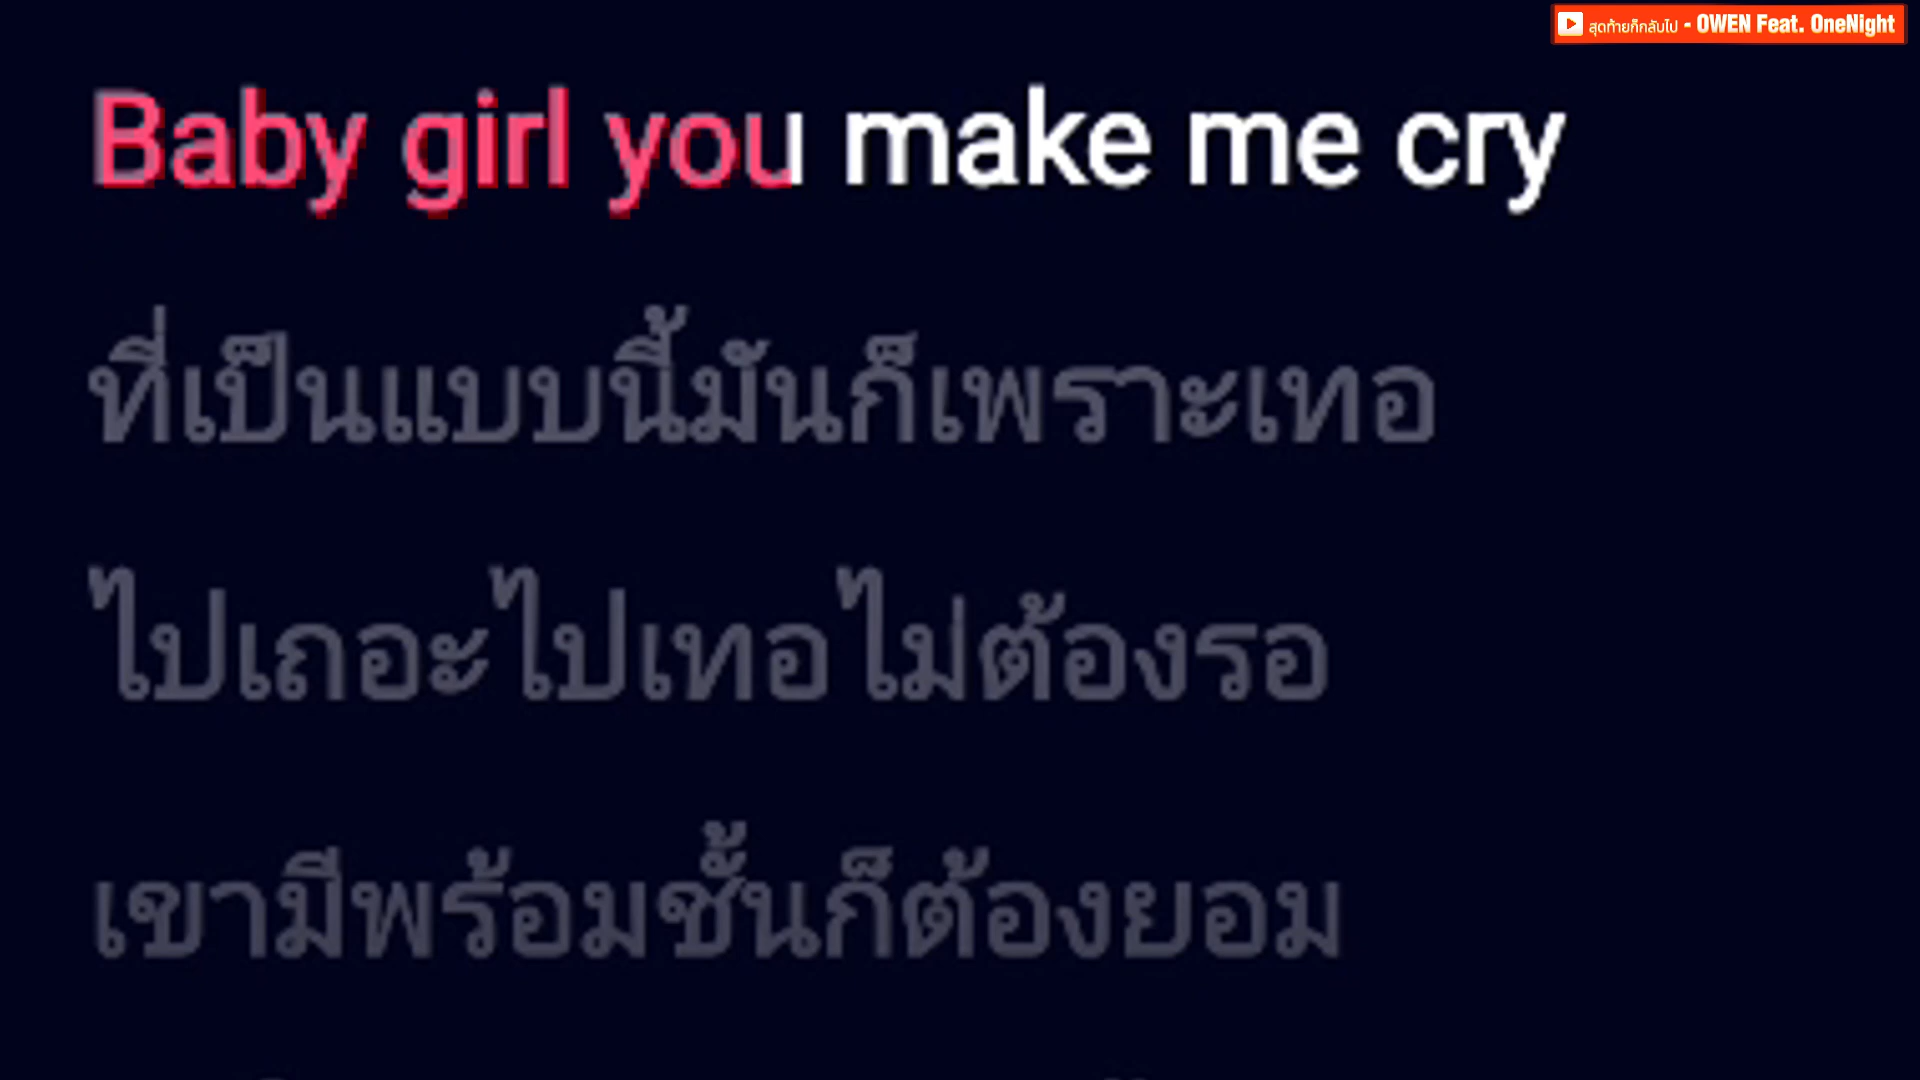 สุดท้ายก็กลับไป - OWEN Feat. OneNight
Baby girl you make me cry
ที่เป็นแบบนี้มันก็เพราะเทอ
ไปเถอะไปเทอไม่ต้องรอ
เขามีพร้อมชั้นก็ต้องยอม